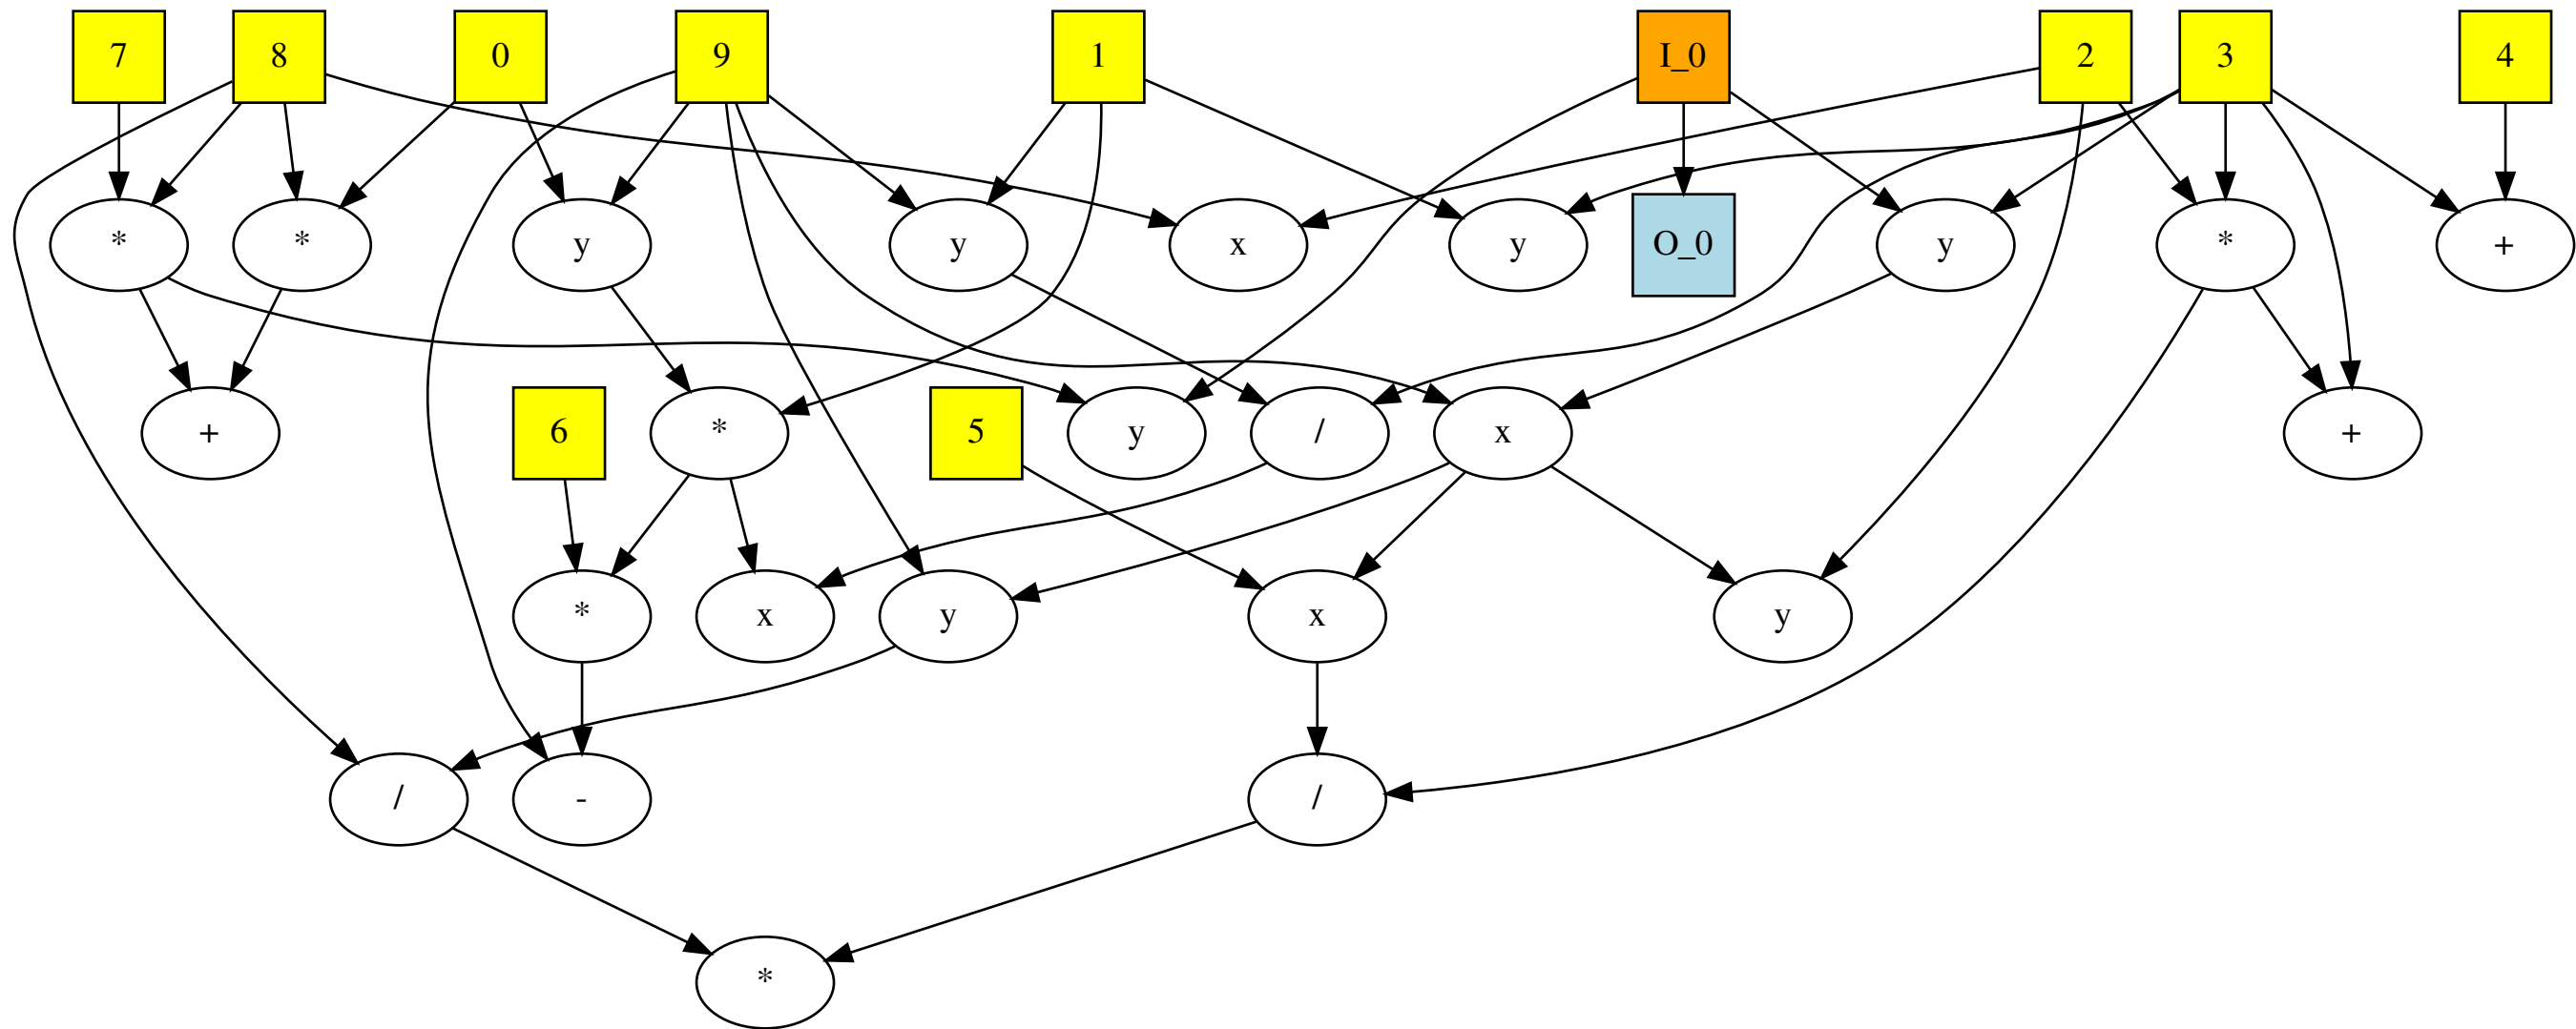 7 8 0 9 1 I_0 2 3 4
* * y y x y O_0 y * +
+ 6 * 5 y / x +
* x y x y
/ - /
*